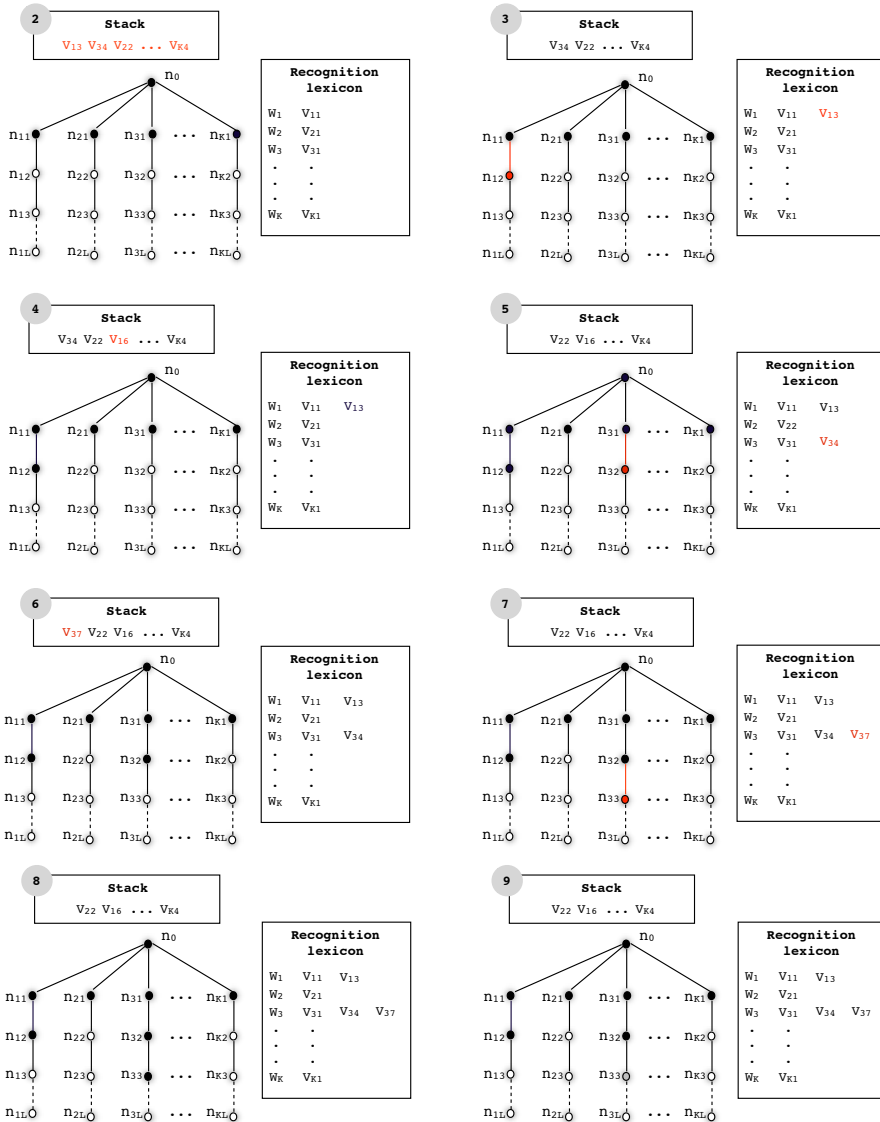 2
Stack
V13 V34 V22 ... VK4
n0
n11 n21 n31 ... nK1
n12 n22 n32 ... nK2
n13 n23 n33 ... nK3
n1L n2L n3L ... nKL
Recognition
lexicon
W1 V11
W2 V21
W3 V31
. .
. .
. .
WK VK1
3
Stack
V34 V22 ... VK4
n0
n11 n21 n31 ... nK1
n12 n22 n32 ... nK2
n13 n23 n33 ... nK3
n1L n2L n3L ... nKL
Recognition
lexicon
W1 V11 V13
W2 V21
W3 V31
. .
. .
. .
WK VK1
4
Stack
V34 V22 V16 ... VK4
n0
n11 n21 n31 ... nK1
n12 n22 n32 ... nK2
n13 n23 n33 ... nK3
n1L n2L n3L ... nKL
Recognition
lexicon
W1 V11 V13
W2 V21
W3 V31
. .
. .
. .
WK VK1
5
Stack
V22 V16 ... VK4
n0
n11 n21 n31 ... nK1
n12 n22 n32 ... nK2
n13 n23 n33 ... nK3
n1L n2L n3L ... nKL
Recognition
lexicon
W1 V11 V13
W2 V22
W3 V31 V34
. .
. .
. .
WK VK1
6
Stack
V37 V22 V16 ... VK4
n0
n11 n21 n31 ... nK1
n12 n22 n32 ... nK2
n13 n23 n33 ... nK3
n1L n2L n3L ... nKL
Recognition
lexicon
W1 V11 V13
W2 V21
W3 V31 V34
. .
. .
. .
WK VK1
7
Stack
V22 V16 ... VK4
n0
n11 n21 n31 ... nK1
n12 n22 n32 ... nK2
n13 n23 n33 ... nK3
n1L n2L n3L ... nKL
Recognition
lexicon
W1 V11 V13
W2 V21
W3 V31 V34 V37
. .
. .
. .
WK VK1
8
Stack
V22 V16 ... VK4
n0
n11 n21 n31 ... nK1
n12 n22 n32 ... nK2
n13 n23 n33 ... nK3
n1L n2L n3L ... nKL
Recognition
lexicon
W1 V11 V13
W2 V21
W3 V31 V34 V37
. .
. .
. .
WK VK1
9
Stack
V22 V16 ... VK4
n0
n11 n21 n31 ... nK1
n12 n22 n32 ... nK2
n13 n23 n33 ... nK3
n1L n2L n3L ... nKL
Recognition
lexicon
W1 V11 V13
W2 V21
W3 V31 V34 V37
. .
. .
. .
WK VK1